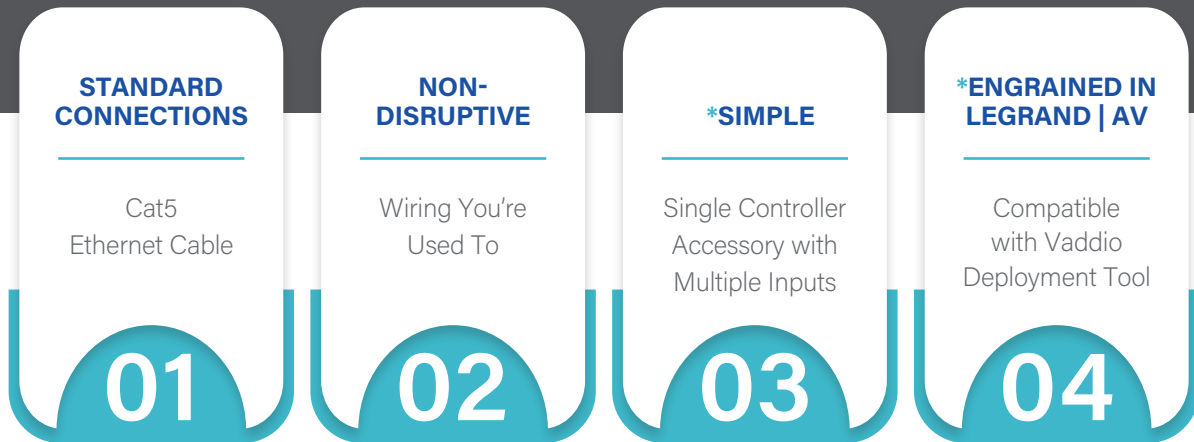 STANDARD
CONNECTIONS
Cat5
Ethernet Cable
01
NON-
DISRUPTIVE
Wiring You're
Used To
02
*SIMPLE
Single Controller
Accessory with
Multiple Inputs
03
*ENGRAINED IN
LEGRAND | AV
Compatible
with Vaddio
Deployment Tool
04